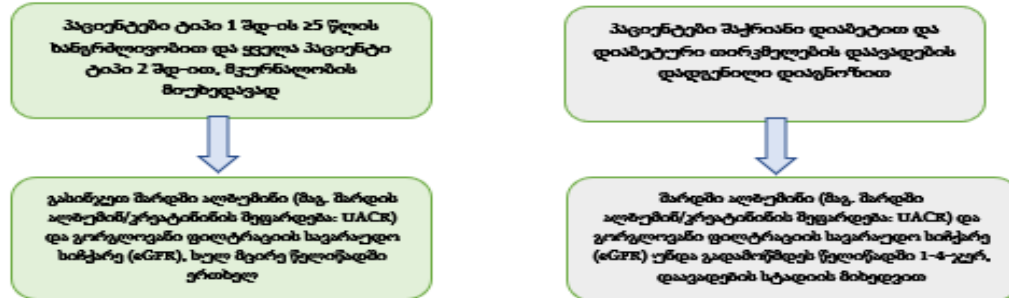 პაციენტები ტიპი 1 შდ-ის ≥5 წლის
ხანგრძლივობით და ყველა პაციენტი
ტიპი 2 შდ-ით, მკურნალობის
მიუხედავად
გასინჯეთ შარდში ალბუმინი (მაგ. შარდის
ალბუმინ/კრეატინინის შეფარდება: UACR)
და გორგლოვანი ფილტრაციის სავარაუდო
სიჩქარე (eGFR), სულ მცირე წელიწადში
ერთხელ
პაციენტები შაქრიანი დიაბეტით და
დიაბეტური თირკმელების დაავადების
დადგენილი დიაგნოზით
შარდში ალბუმინი (მაგ. შარდში
ალბუმინ/კრეატინინის შეფარდება: UACR) და
გორგლოვანი ფილტრაციის სავარაუდო სიჩქარე
(eGFR) უნდა გადამოწმდეს წელიწადში 1-4-ჯერ,
დაავადების სტადიის მიხედვით